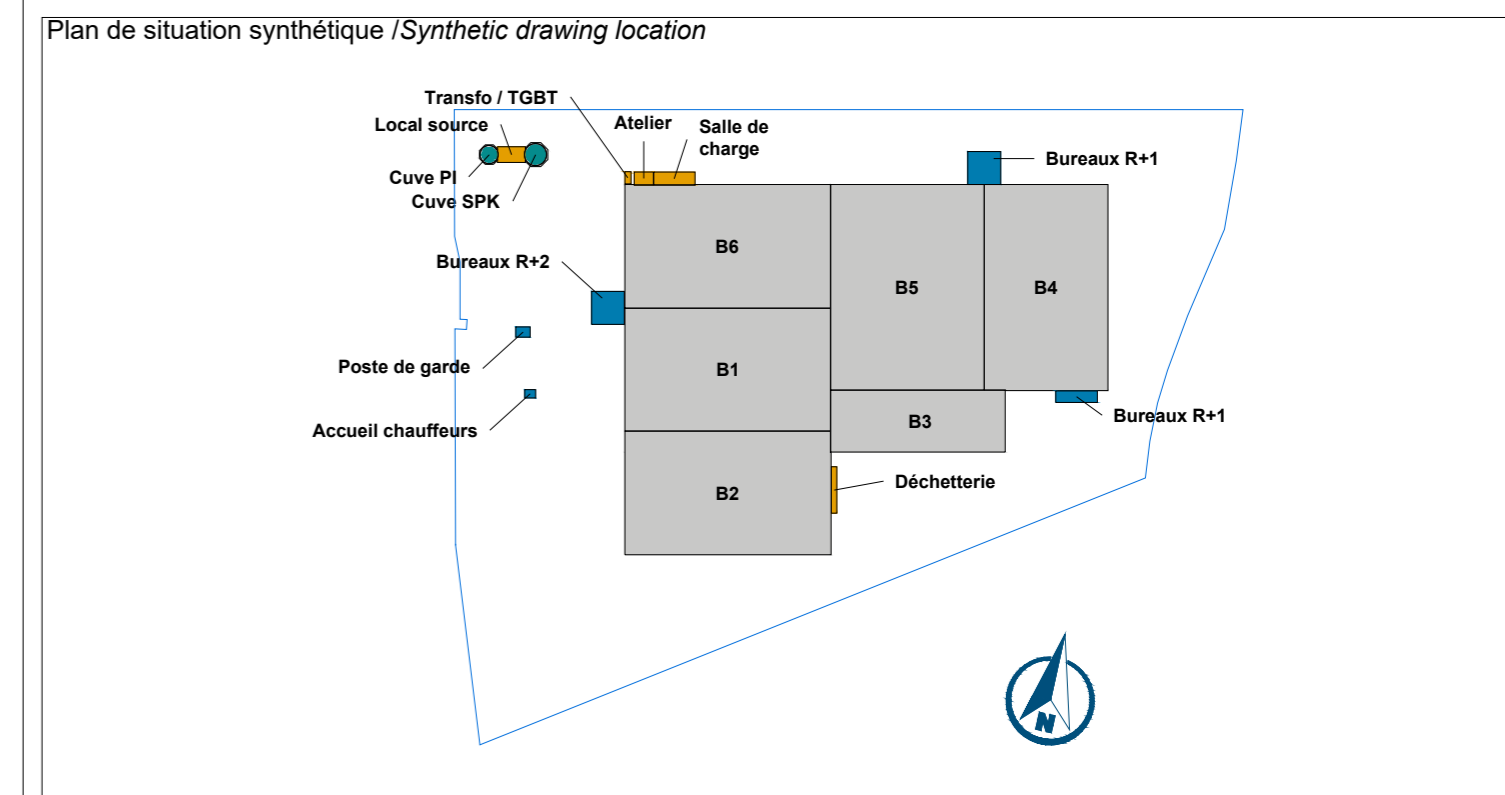 Plan de situation synthétique /Synthetic drawing location
Transfo / TGBT
Local source
Atelier
Salle de
charge
Bureaux R+1
Cuve PI
Cuve SPK
B6
Bureaux R+2
B5
B4
Poste de garde
B1
Bureaux R+1
B3
Accueil chauffeurs
Déchetterie
B2
N